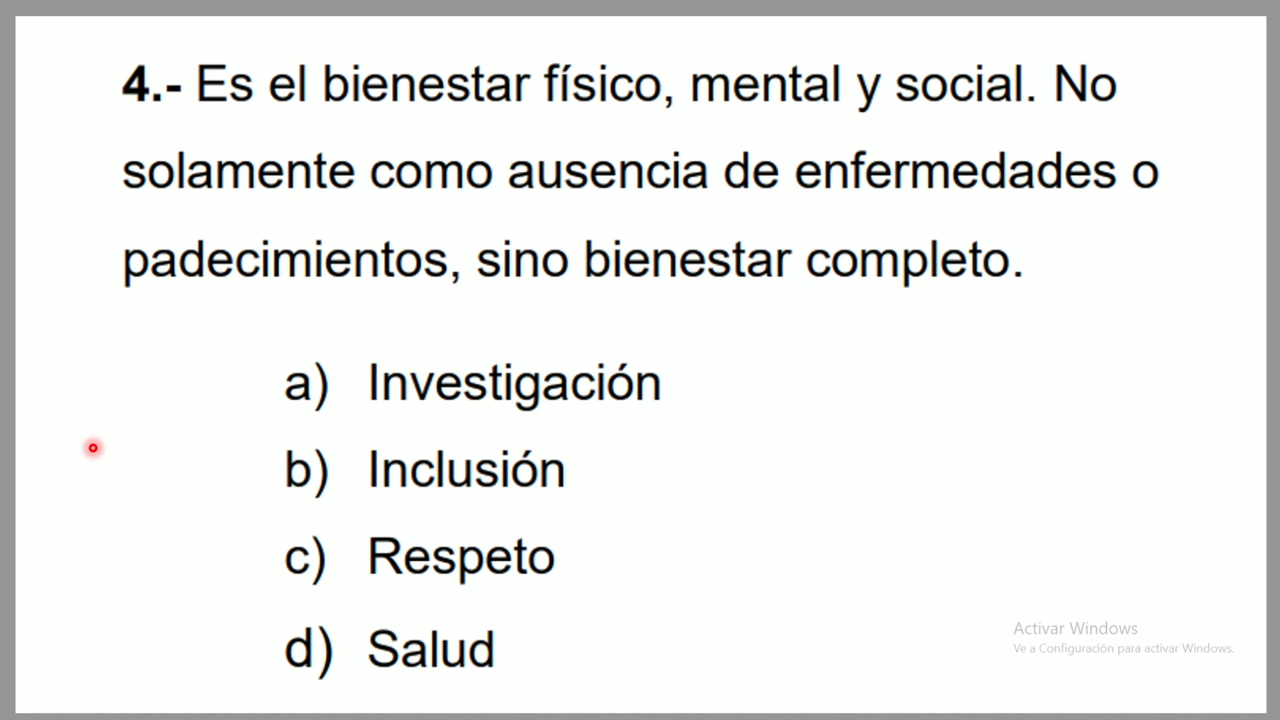 4.- Es el bienestar físico, mental y social. No
solamente como ausencia de enfermedades o
padecimientos, sino bienestar completo.
a) Investigación
b) Inclusión
c) Respeto
d) Salud
Activar Windows
Ve a Configuración para activar Windows.